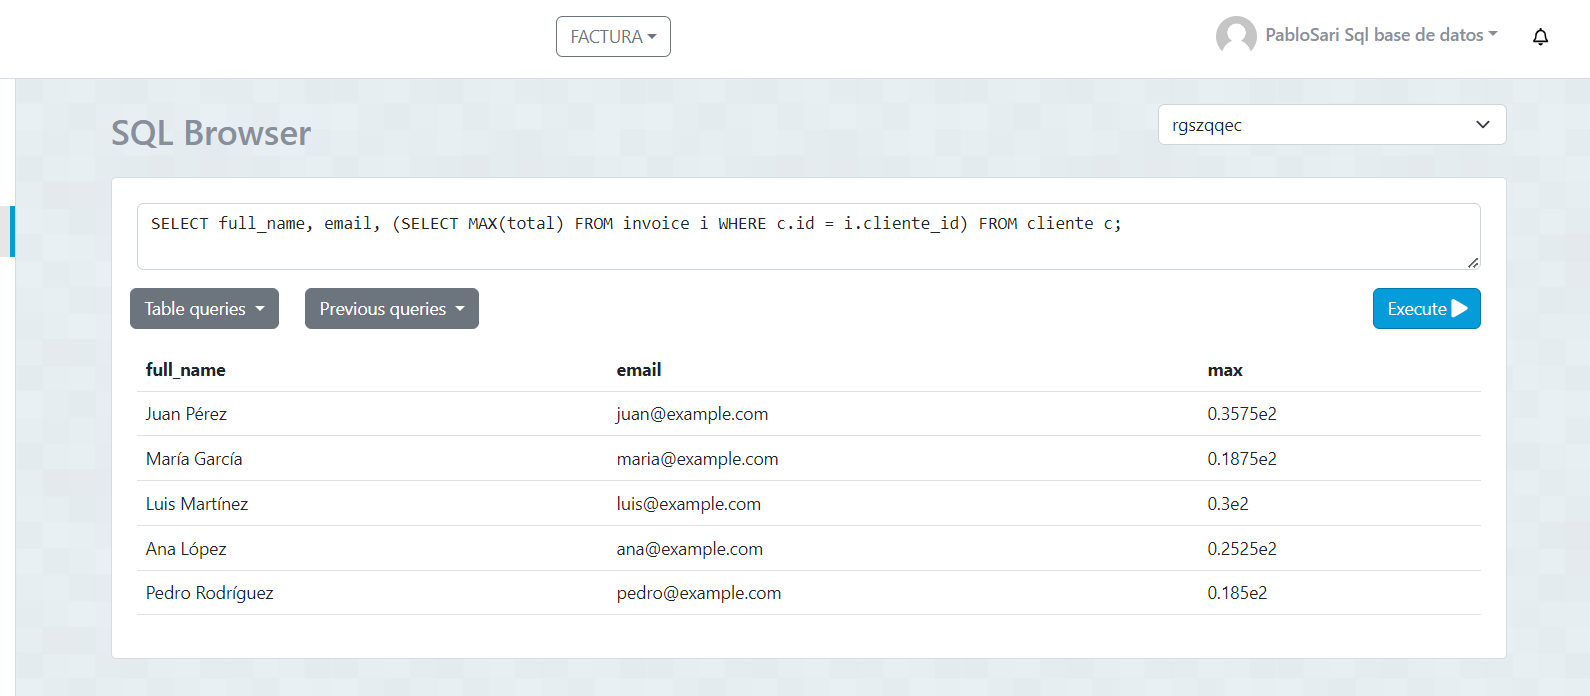 FACTURA
PabloSari Sql base de datos
SQL Browser
rgszqqec
SELECT full_name, email, (SELECT MAX(total) FROM invoice i WHERE c.id = i.cliente_id) FROM cliente c;
Table queries
Previous queries
Execute
full_name email max
Juan Pérez juan@example.com 0.3575e2
María García maria@example.com 0.1875e2
Luis Martínez luis@example.com 0.3e2
Ana López ana@example.com 0.2525e2
Pedro Rodríguez pedro@example.com 0.185e2